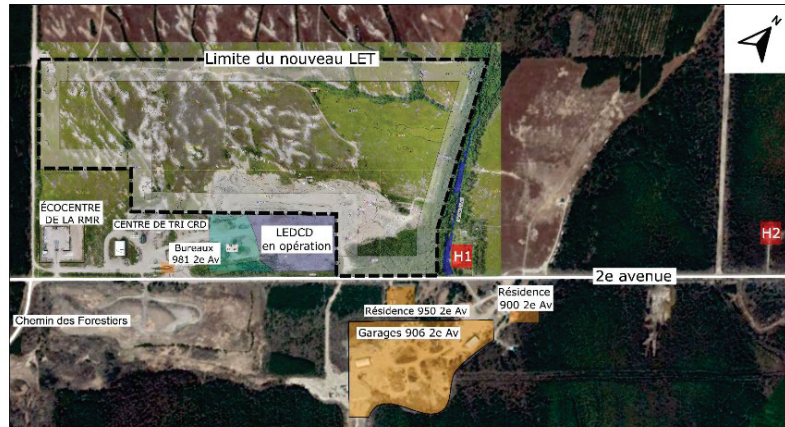 N
Limite du nouveau LET
ÉCOCENTRE
DE LA RMR
CENTRE DE TRI CRD
Bureaux
981 2e Av
LEDCD
en opération
H1
H2
2e avenue
Résidence
900 2e Av
Résidence 950 2e Av
Garages 906 2e Av
Chemin des Forestiers